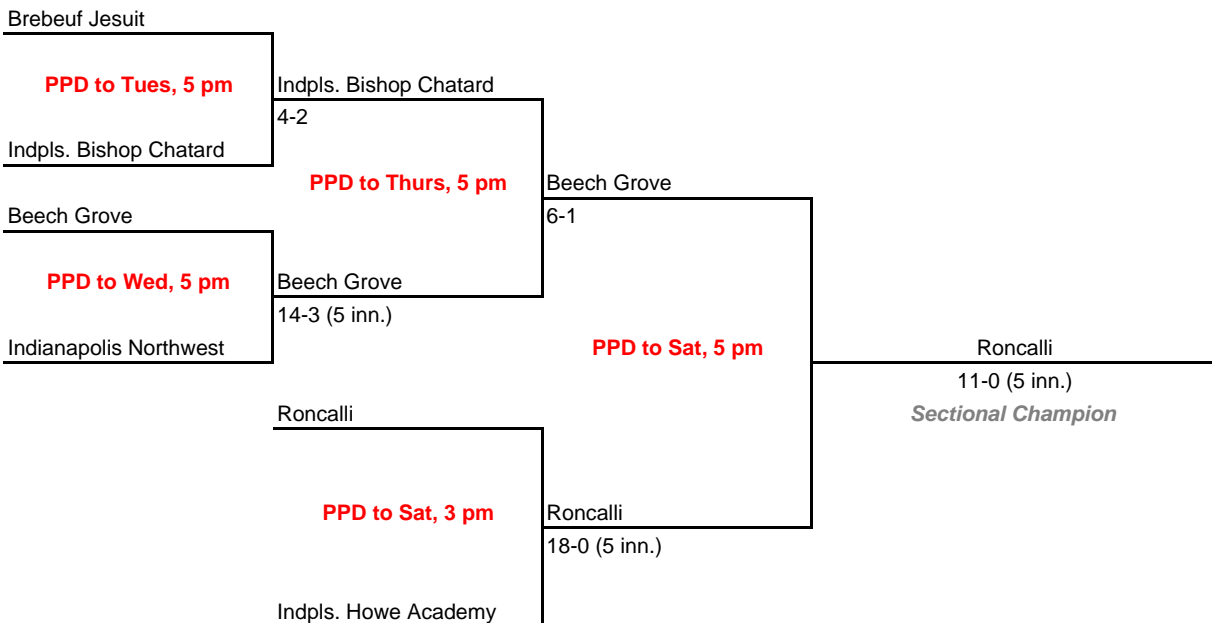 Brebeuf Jesuit
PPD to Tues, 5 pm
Indpls. Bishop Chatard
4-2
Indpls. Bishop Chatard
PPD to Thurs, 5 pm
Beech Grove
6-1
Beech Grove
PPD to Wed, 5 pm
Beech Grove
14-3 (5 inn.)
Indianapolis Northwest
PPD to Sat, 5 pm
Roncalli
11-0 (5 inn.)
Sectional Champion
Roncalli
PPD to Sat, 3 pm
Roncalli
18-0 (5 inn.)
Indpls. Howe Academy